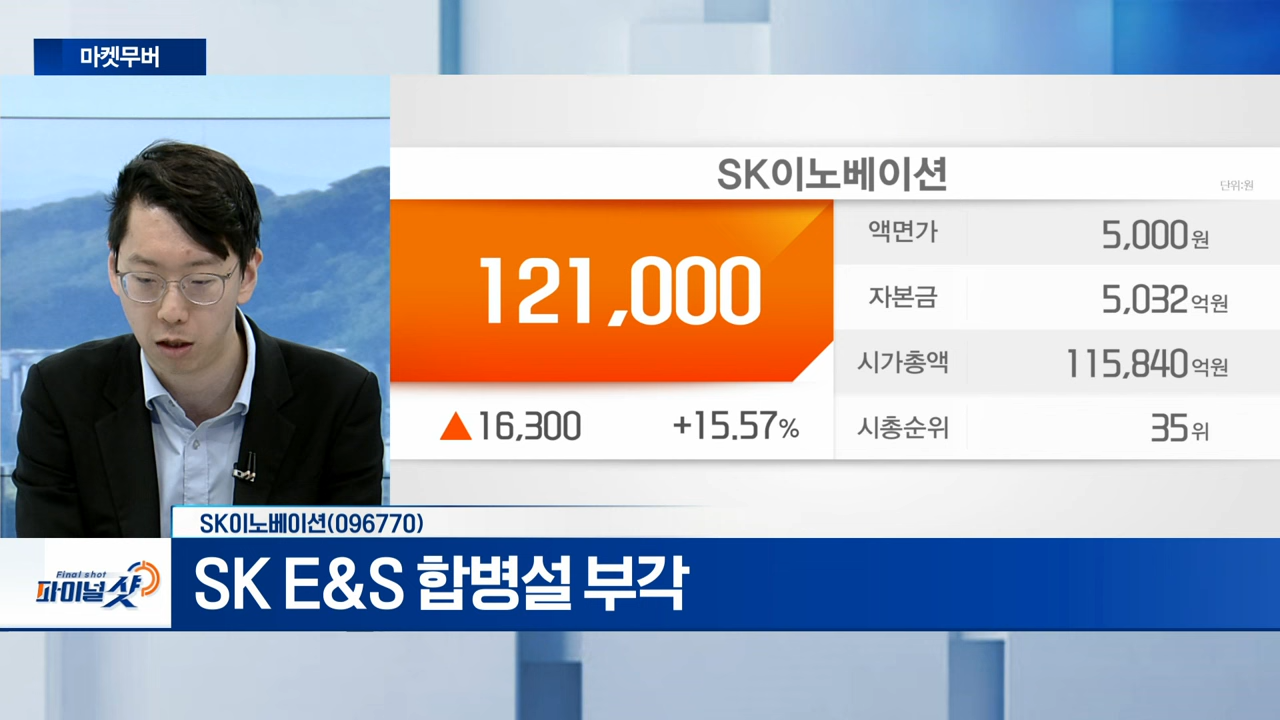 마켓무버
SK이노베이션
단위:원
121,000
▲16,300 +15.57%
액면가 5,000원
자본금 5,032억원
시가총액 115,840억원
시총순위 35위
SK이노베이션(096770)
Final shot
파이널샷
SK E&S 합병설 부각